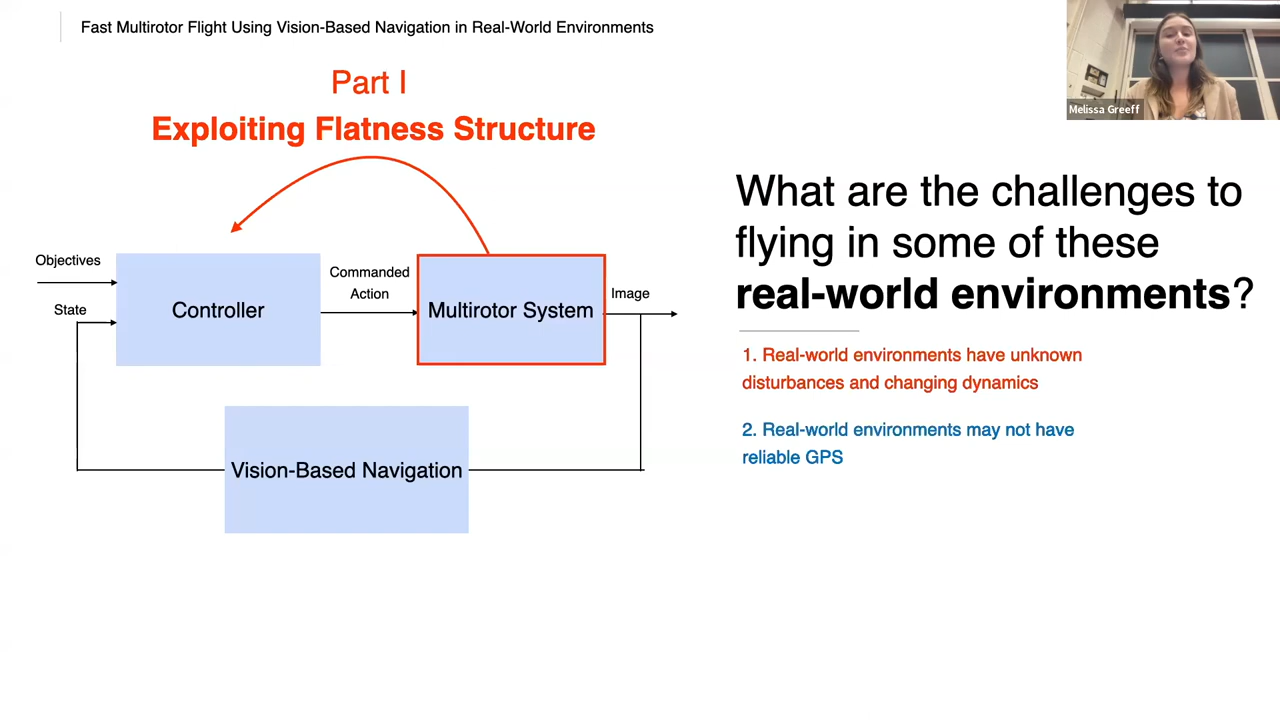 Fast Multirotor Flight Using Vision-Based Navigation in Real-World Environments
Melissa Greeff
Part I
Exploiting Flatness Structure
Objectives
State
Controller
Commanded
Action
Multirotor System
Image
Vision-Based Navigation
What are the challenges to
flying in some of these
real-world environments?
1. Real-world environments have unknown
disturbances and changing dynamics
2. Real-world environments may not have
reliable GPS